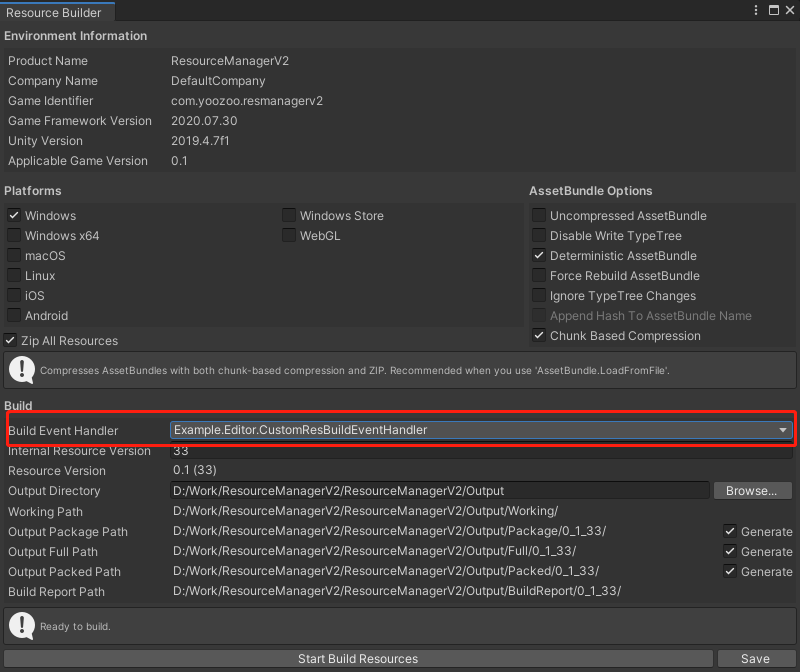 Resource Builder
Environment Information
Product Name ResourceManagerV2
Company Name DefaultCompany
Game Identifier com.yoozoo.resmanagerv2
Game Framework Version 2020.07.30
Unity Version 2019.4.7f1
Applicable Game Version 0.1
Platforms
Windows Windows Store
Windows x64 WebGL
macOS
Linux
iOS
Android
Zip All Resources
AssetBundle Options
Uncompressed AssetBundle
Disable Write TypeTree
Deterministic AssetBundle
Force Rebuild AssetBundle
Ignore TypeTree Changes
Append Hash To AssetBundle Name
Chunk Based Compression
Compresses AssetBundles with both chunk-based compression and ZIP. Recommended when you use 'AssetBundle.LoadFromFile'.
Build
Build Event Handler Example.Editor.CustomResBuildEventHandler
Internal Resource Version 33
Resource Version 0.1 (33)
Output Directory D:/Work/ResourceManagerV2/ResourceManagerV2/Output Browse...
Working Path D:/Work/ResourceManagerV2/ResourceManagerV2/Output/Working/
Output Package Path D:/Work/ResourceManagerV2/ResourceManagerV2/Output/Package/0_1_33/ Generate
Output Full Path D:/Work/ResourceManagerV2/ResourceManagerV2/Output/Full/0_1_33/ Generate
Output Packed Path D:/Work/ResourceManagerV2/ResourceManagerV2/Output/Packed/0_1_33/ Generate
Build Report Path D:/Work/ResourceManagerV2/ResourceManagerV2/Output/BuildReport/0_1_33/
Ready to build.
Start Build Resources Save